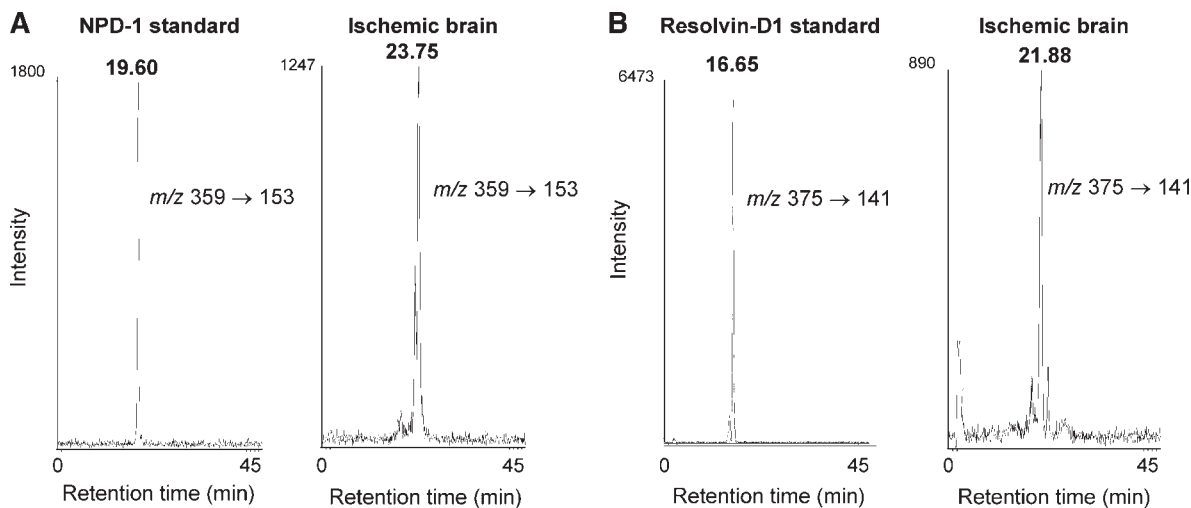 A
NPD-1 standard
19.60
1800
m/z 359 → 153
Intensity
0
45
Retention time (min)
Ischemic brain
23.75
1247
m/z 359 → 153
0
45
Retention time (min)
B
Resolvin-D1 standard
16.65
6473
m/z 375 → 141
Intensity
0
45
Retention time (min)
Ischemic brain
21.88
890
m/z 375 → 141
0
45
Retention time (min)